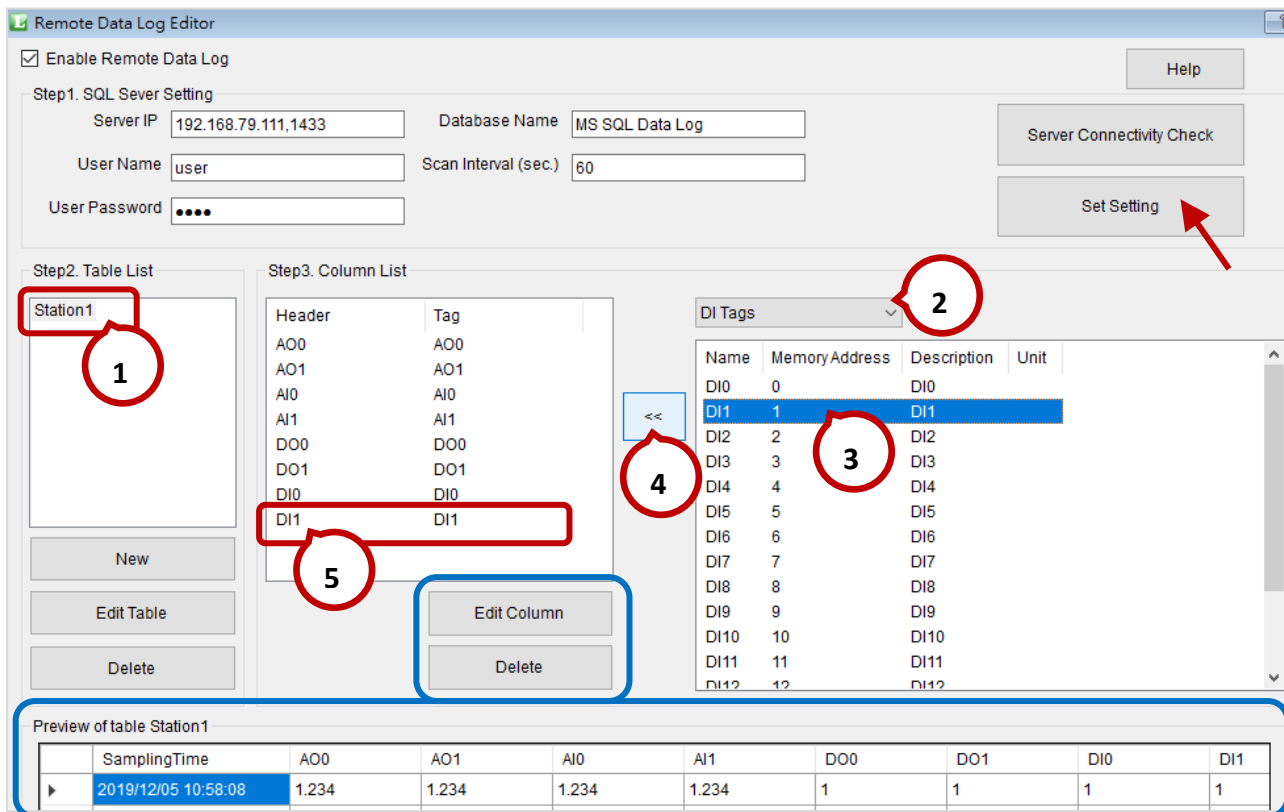 Remote Data Log Editor
Enable Remote Data Log
Help
Step1. SQL Sever Setting
Server IP 192.168.79.111,1433 Database Name MS SQL Data Log
Server Connectivity Check
User Name user Scan Interval (sec.) 60
User Password ●●●●
Set Setting
Step2. Table List
Station1
1
New
Edit Table
Delete
Step3. Column List
Header Tag
AO0 AO0
AO1 AO1
AI0 AI0
AI1 AI1
DO0 DO0
DO1 DO1
DI0 DI0
DI1 DI1
5
Edit Column
Delete
<<
4
DI Tags
2
Name Memory Address Description Unit
DI0 0 DI0
DI1 1 DI1
DI2 2 DI2
3
DI3 3 DI3
DI4 4 DI4
DI5 5 DI5
DI6 6 DI6
DI7 7 DI7
DI8 8 DI8
DI9 9 DI9
DI10 10 DI10
DI11 11 DI11
DI12 12 DI12
Preview of table Station1
SamplingTime AO0 AO1 AI0 AI1 DO0 DO1 DI0 DI1
2019/12/05 10:58:08 1.234 1.234 1.234 1.234 1 1 1 1